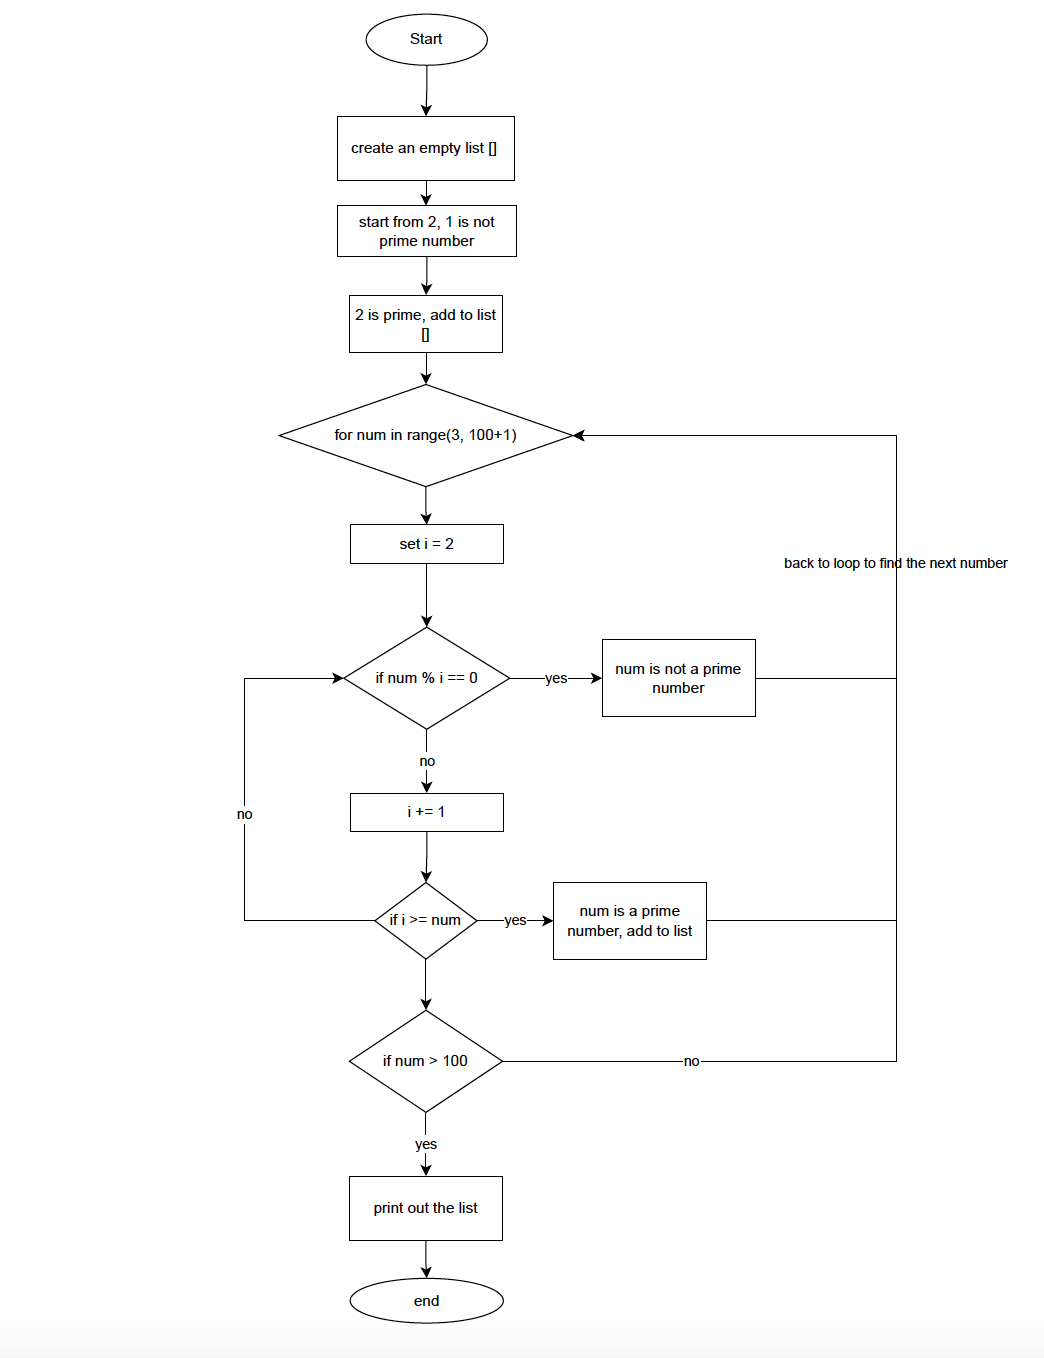 Start
create an empty list []
start from 2, 1 is not
prime number
2 is prime, add to list
[]
for num in range(3, 100+1)
set i = 2
back to loop to find the next number
if num % i == 0
yes
num is not a prime
number
no
i += 1
no
if i >= num
yes
num is a prime
number, add to list
if num > 100
no
yes
print out the list
end